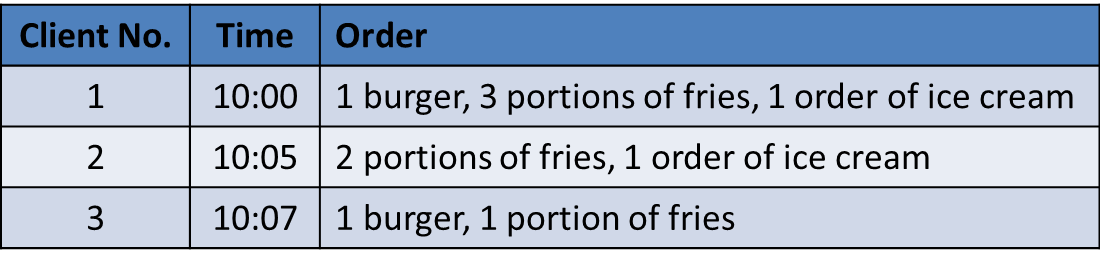 Client No. Time Order
1 10:00 1 burger, 3 portions of fries, 1 order of ice cream
2 10:05 2 portions of fries, 1 order of ice cream
3 10:07 1 burger, 1 portion of fries